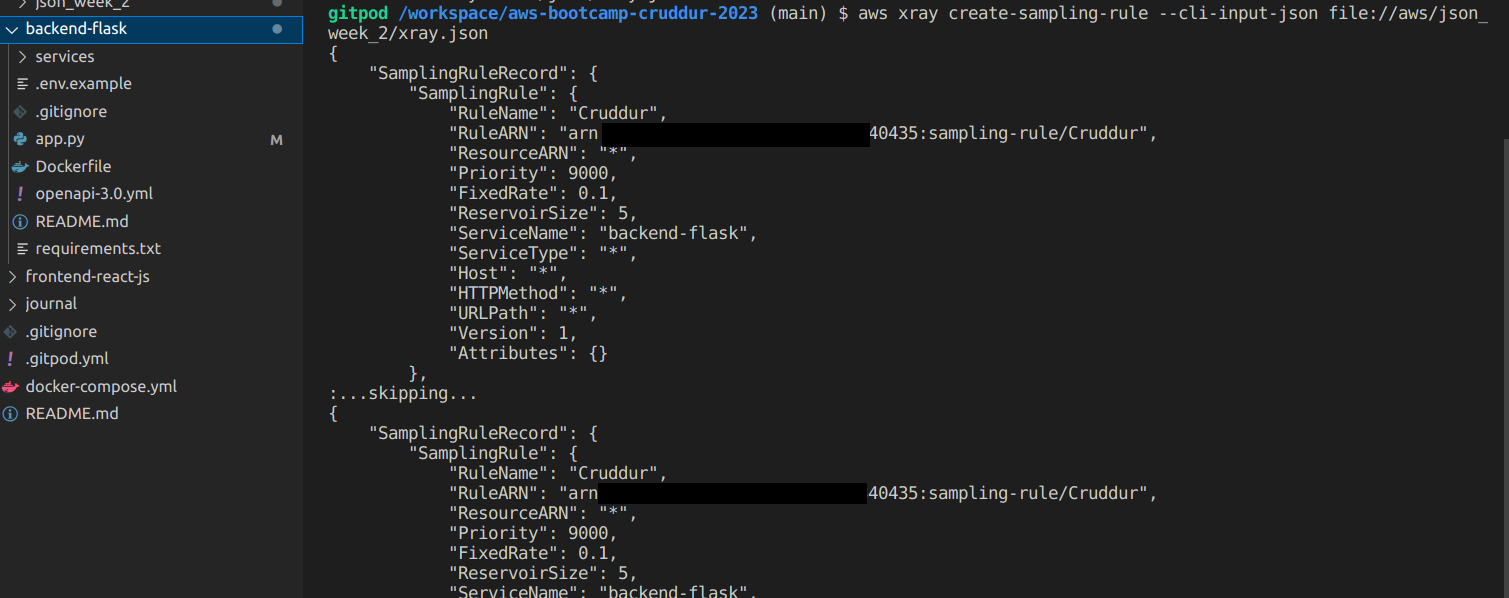 json_week_2
backend-flask
services
.env.example
.gitignore
app.py M
Dockerfile
openapi-3.0.yml
README.md
requirements.txt
frontend-react-js
journal
.gitignore
.gitpod.yml
docker-compose.yml
README.md
gitpod /workspace/aws-bootcamp-cruddur-2023 (main) $ aws xray create-sampling-rule --cli-input-json file://aws/json_
week_2/xray.json
{
    "SamplingRuleRecord": {
        "SamplingRule": {
            "RuleName": "Cruddur",
            "RuleARN": "arn 40435:sampling-rule/Cruddur",
            "ResourceARN": "*",
            "Priority": 9000,
            "FixedRate": 0.1,
            "ReservoirSize": 5,
            "ServiceName": "backend-flask",
            "ServiceType": "*",
            "Host": "*",
            "HTTPMethod": "*",
            "URLPath": "*",
            "Version": 1,
            "Attributes": {}
        },
:...skipping...
{
    "SamplingRuleRecord": {
        "SamplingRule": {
            "RuleName": "Cruddur",
            "RuleARN": "arn 40435:sampling-rule/Cruddur",
            "ResourceARN": "*",
            "Priority": 9000,
            "FixedRate": 0.1,
            "ReservoirSize": 5,
            "ServiceName": "backend-flask",